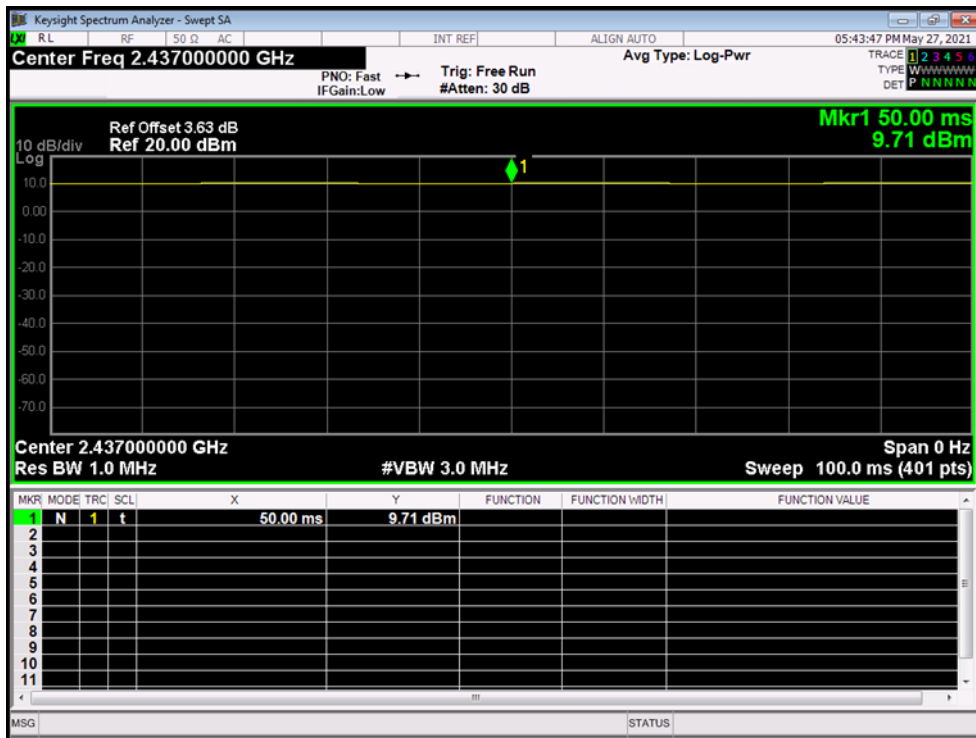 Keysight Spectrum Analyzer - Swept SA
LXI RL RF 50 Ω AC INT REF ALIGN AUTO 05:43:47 PM May 27, 2021
Center Freq 2.437000000 GHz
Avg Type: Log-Pwr
TRACE 1 2 3 4 5 6
PNO: Fast Trig: Free Run
TYPE W W W W W W
IFGain:Low #Atten: 30 dB
DET P N N N N N
Mkr1 50.00 ms
Ref Offset 3.63 dB
9.71 dBm
10 dB/div Ref 20.00 dBm
Log
1
10.0
0.00
-10.0
-20.0
-30.0
-40.0
-50.0
-60.0
-70.0
Center 2.437000000 GHz Span 0 Hz
Res BW 1.0 MHz #VBW 3.0 MHz Sweep 100.0 ms (401 pts)
MKR MODE TRC SCL X Y FUNCTION FUNCTION WIDTH FUNCTION VALUE
1 N 1 t 50.00 ms 9.71 dBm
2
3
4
5
6
7
8
9
10
11
MSG STATUS